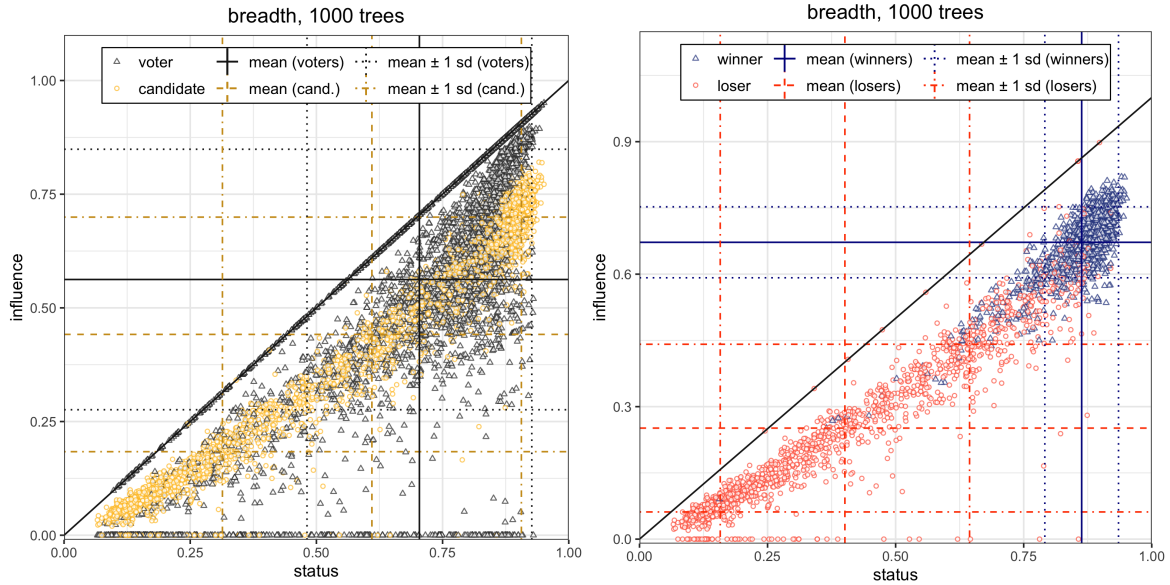 breadth, 1000 trees
voter mean (voters) mean ± 1 sd (voters)
candidate mean (cand.) mean ± 1 sd (cand.)
1.00
0.75
0.50
0.25
0.00
influence
0.00 0.25 0.50 0.75 1.00
status
breadth, 1000 trees
winner mean (winners) mean ± 1 sd (winners)
loser mean (losers) mean ± 1 sd (losers)
0.9
0.6
0.3
0.0
influence
0.00 0.25 0.50 0.75 1.00
status